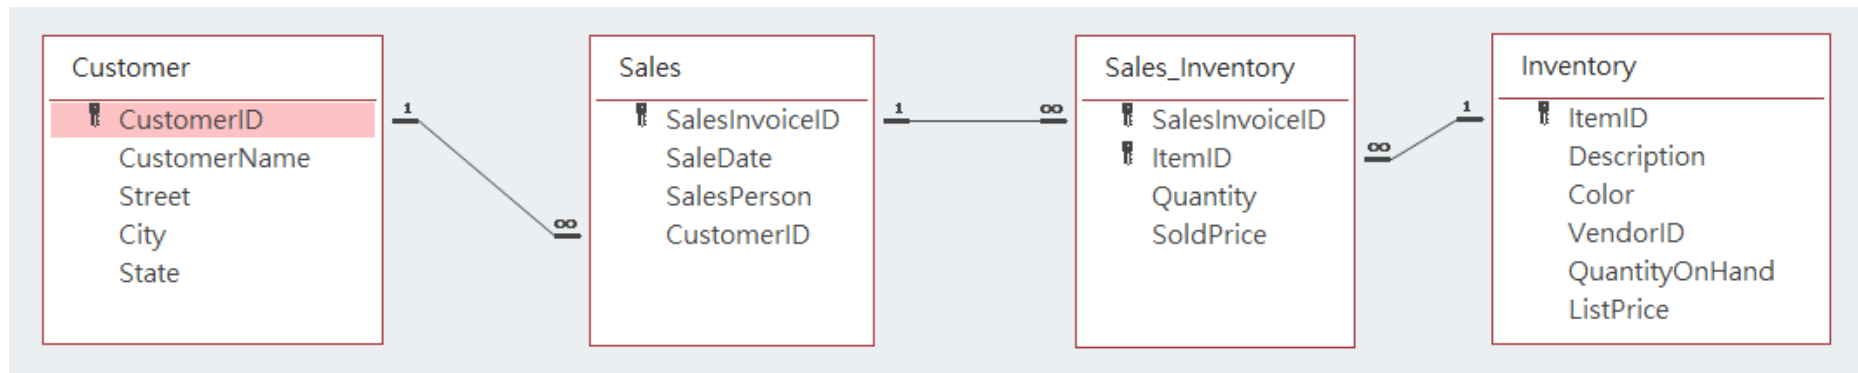 Customer
CustomerID
CustomerName
Street
City
State
1
∞
Sales
SalesInvoiceID
SaleDate
SalesPerson
CustomerID
1
∞
Sales_Inventory
SalesInvoiceID
ItemID
Quantity
SoldPrice
∞
1
Inventory
ItemID
Description
Color
VendorID
QuantityOnHand
ListPrice